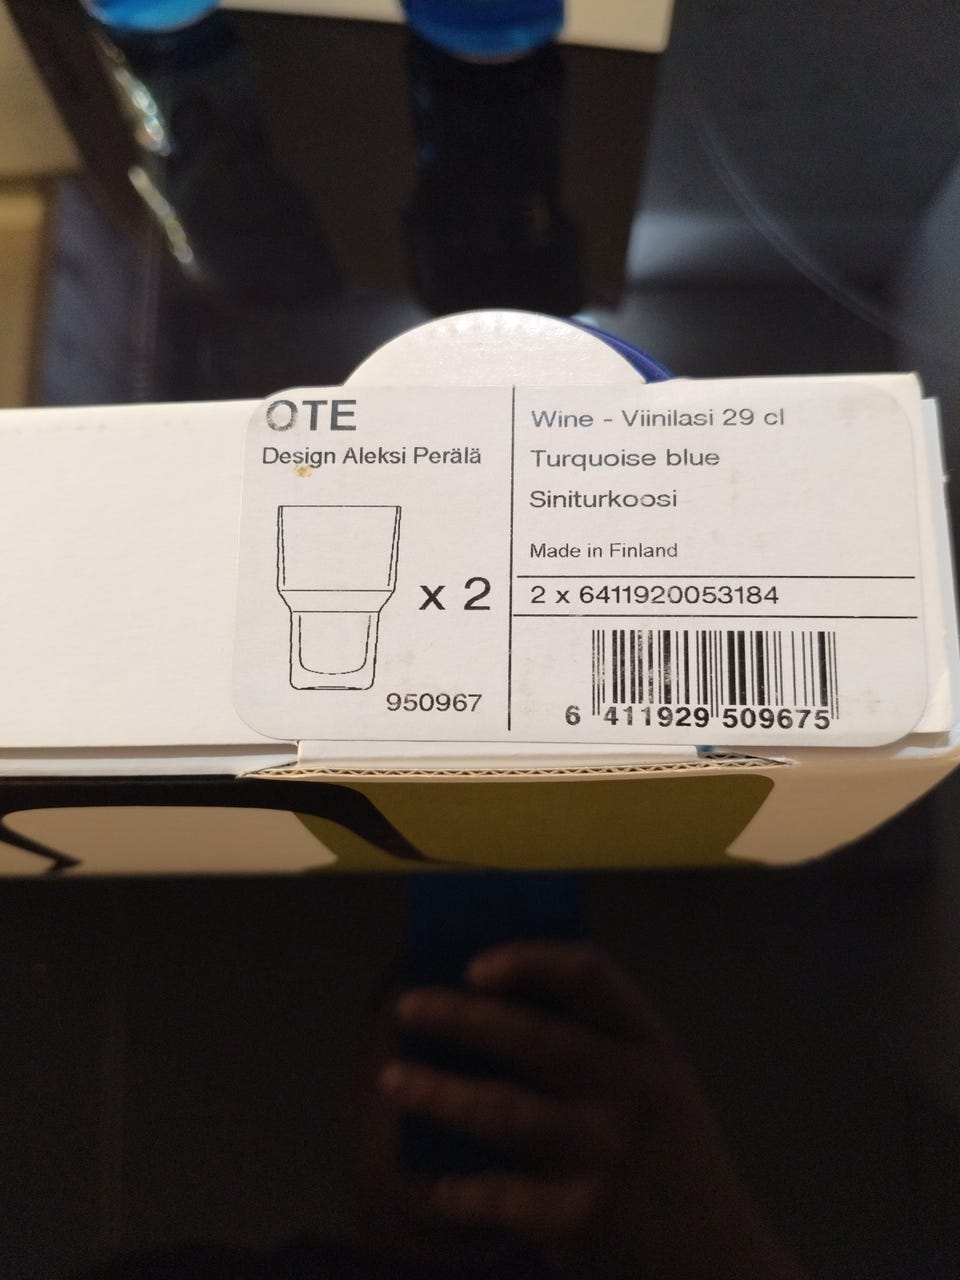 OTE
Design Aleksi Perälä
x 2
950967
Wine - Viinilasi 29 cl
Turquoise blue
Siniturkoosi
Made in Finland
2 x 6411920053184
6 411929 509675